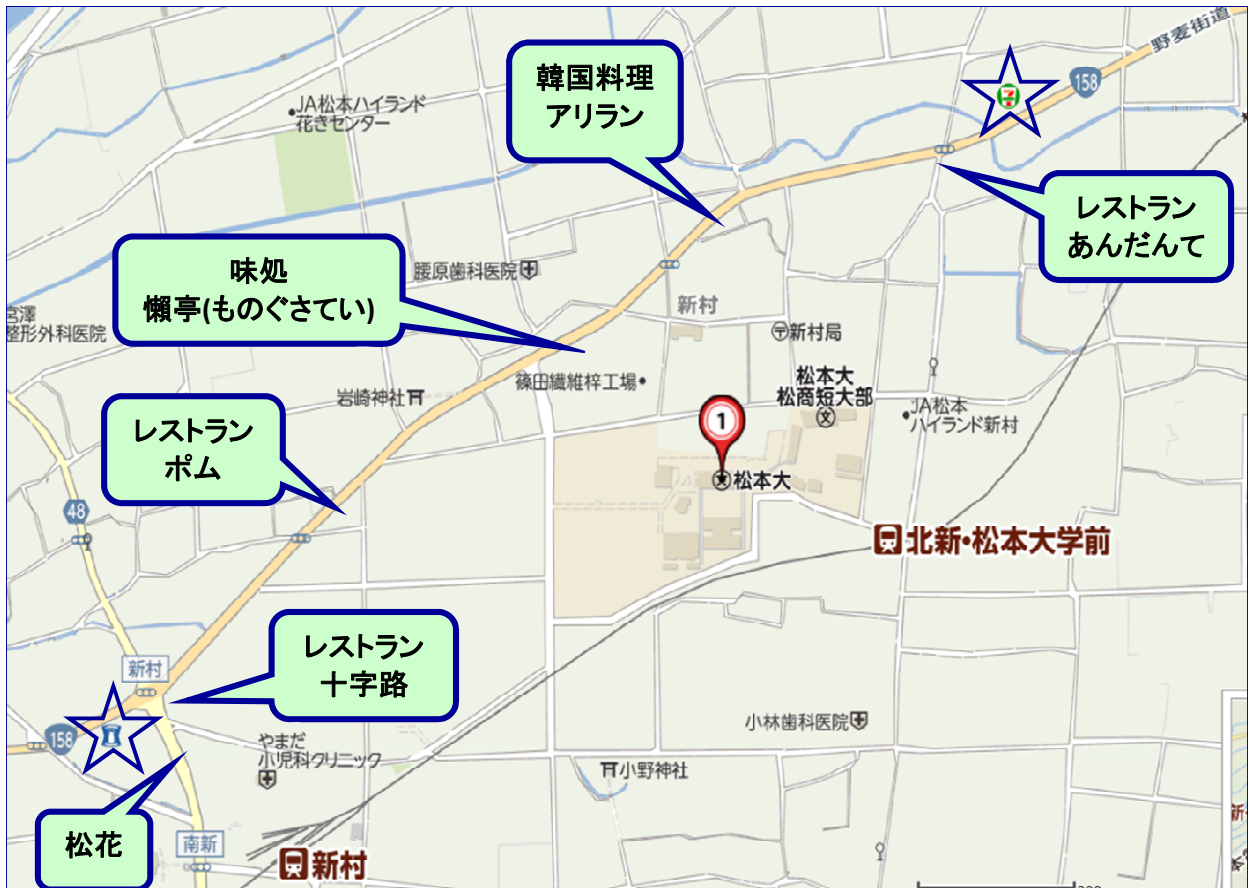 野麦街道
158
韓国料理
アリラン
JA松本ハイランド
花きセンター
レストラン
あんだんて
味処
懶亭(ものぐさてい)
腰原歯科医院
新村
宮澤
整形外科医院
新村局
篠田繊維梓工場
松本大
松商短大部
岩崎神社
JA松本
ハイランド新村
1
レストラン
ポム
松本大
48
北新・松本大学前
レストラン
十字路
新村
158
小林歯科医院
やまだ
小児科クリニック
小野神社
松花
南新
新村